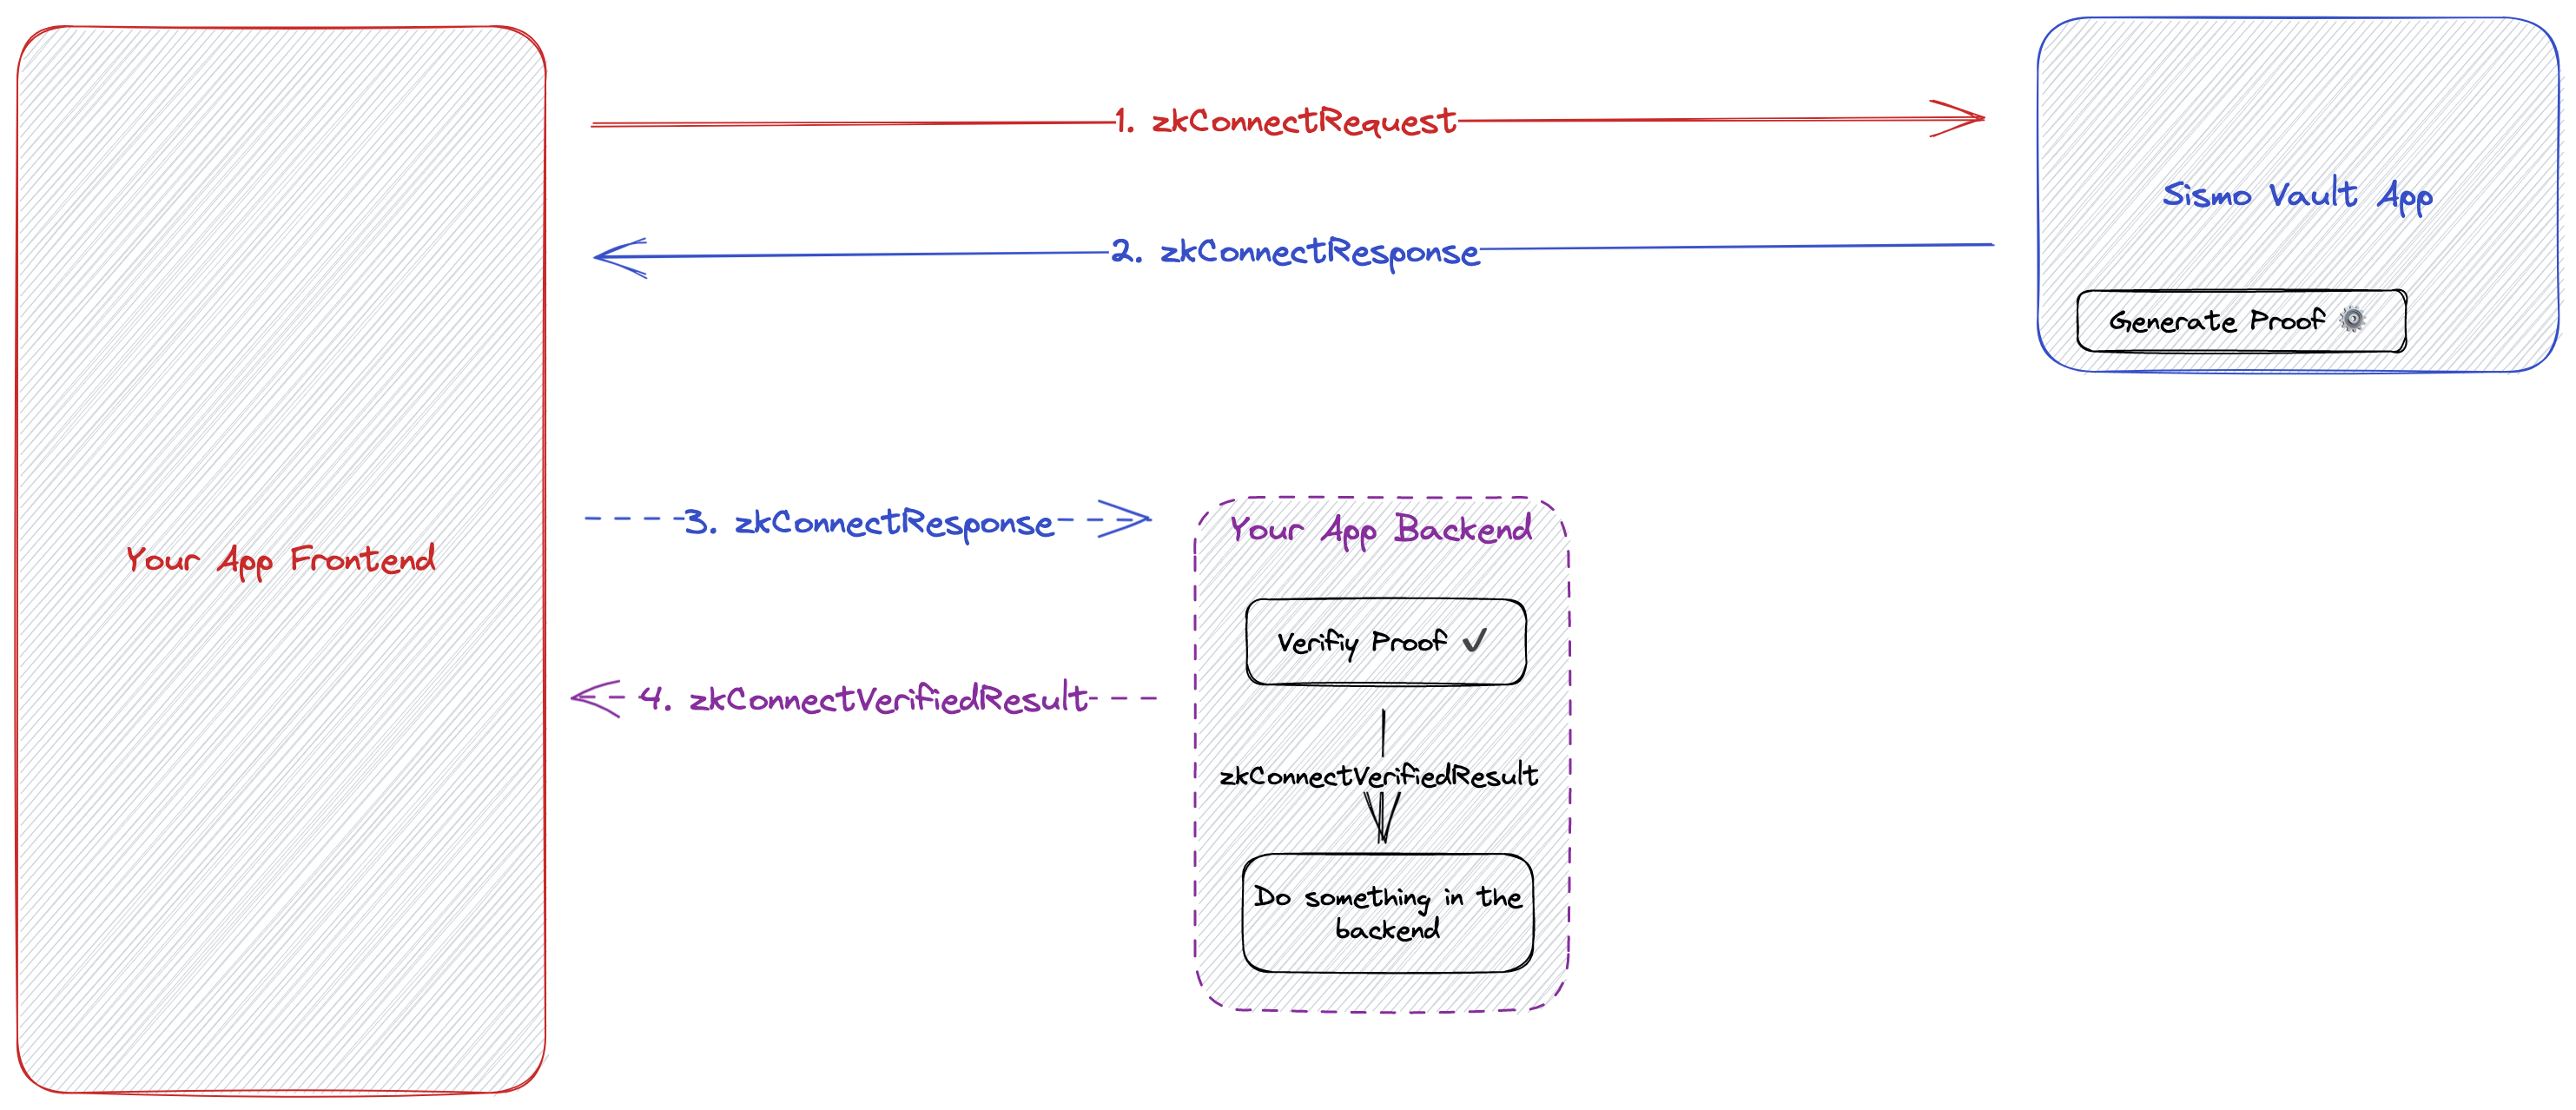 1. zkConnectRequest
Sismo Vault App
2. zkConnectResponse
Generate Proof
3. zkConnectResponse
Your App Backend
Your App Frontend
Verifiy Proof
4. zkConnectVerifiedResult
zkConnectVerifiedResult
Do something in the
backend